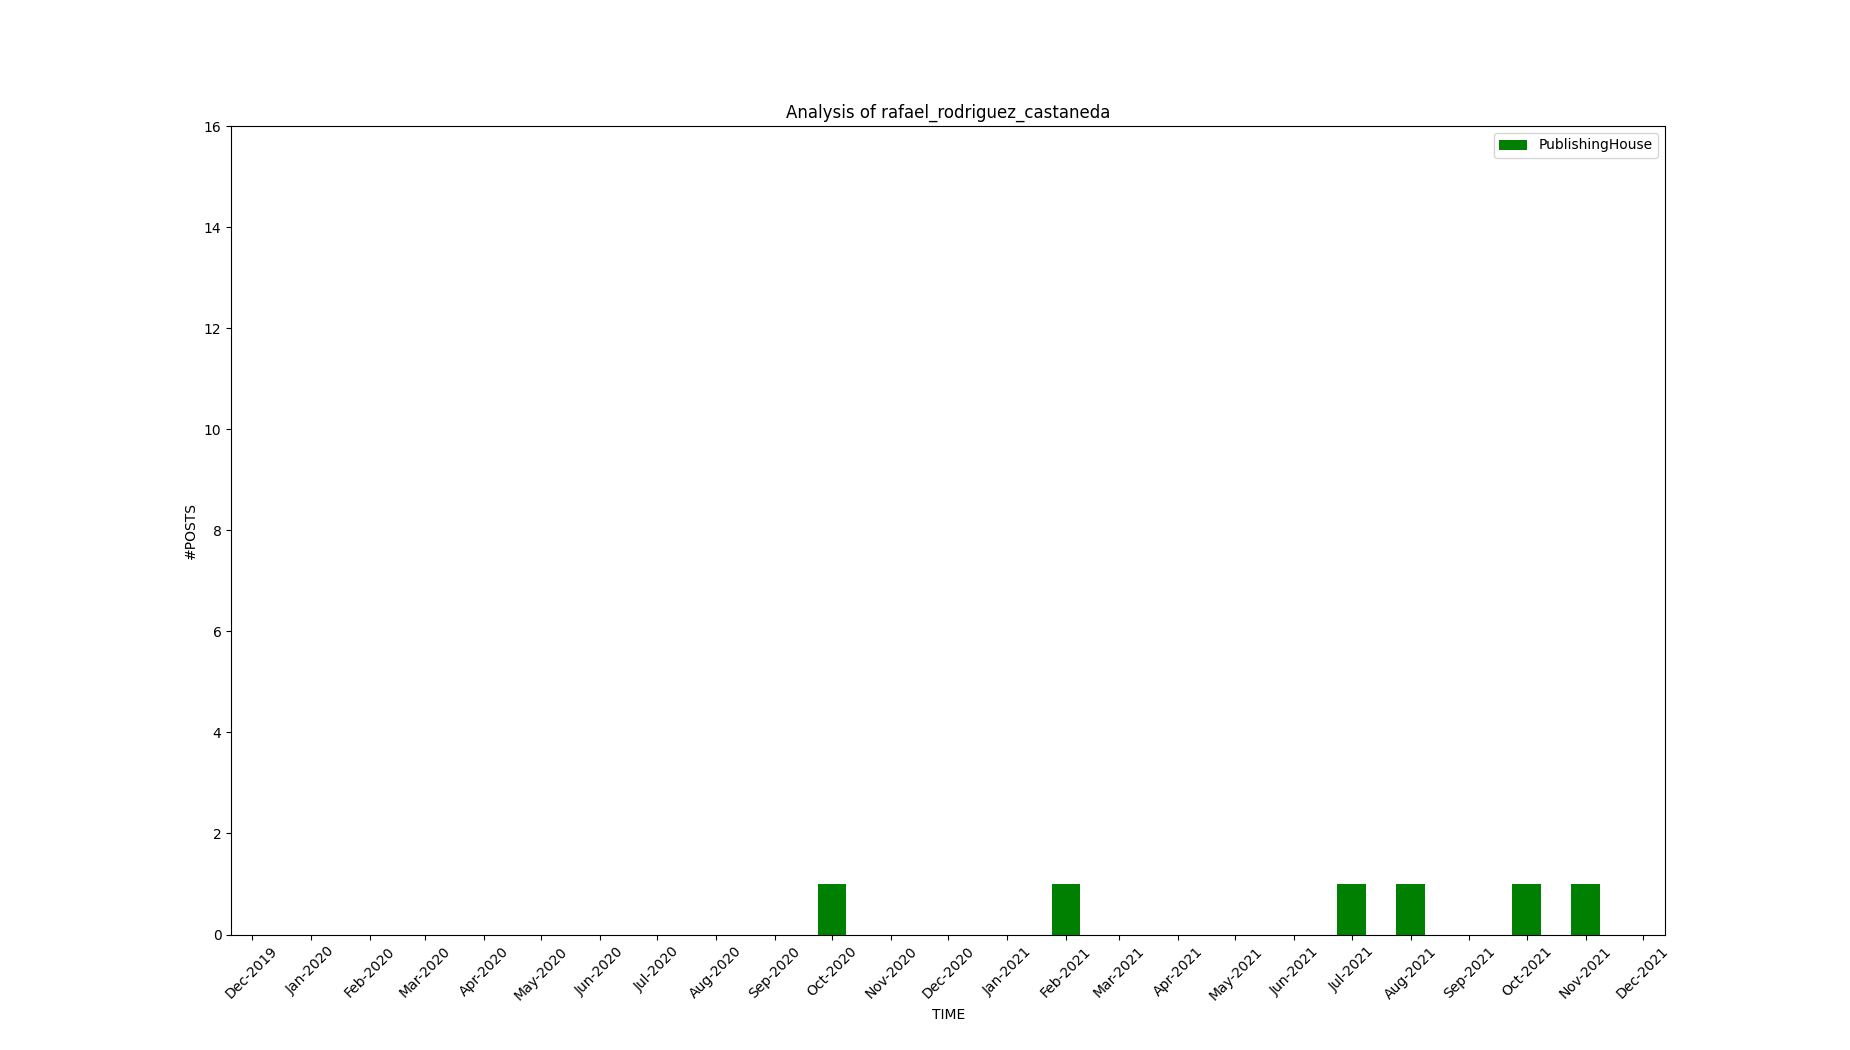 Analysis of rafael_rodriguez_castaneda
PublishingHouse
16
14
12
10
8
6
4
2
0
#POSTS
Dec-2019
Jan-2020
Feb-2020
Mar-2020
Apr-2020
May-2020
Jun-2020
Jul-2020
Aug-2020
Sep-2020
Oct-2020
Nov-2020
Dec-2020
Jan-2021
Feb-2021
Mar-2021
Apr-2021
May-2021
Jun-2021
Jul-2021
Aug-2021
Sep-2021
Oct-2021
Nov-2021
Dec-2021
TIME